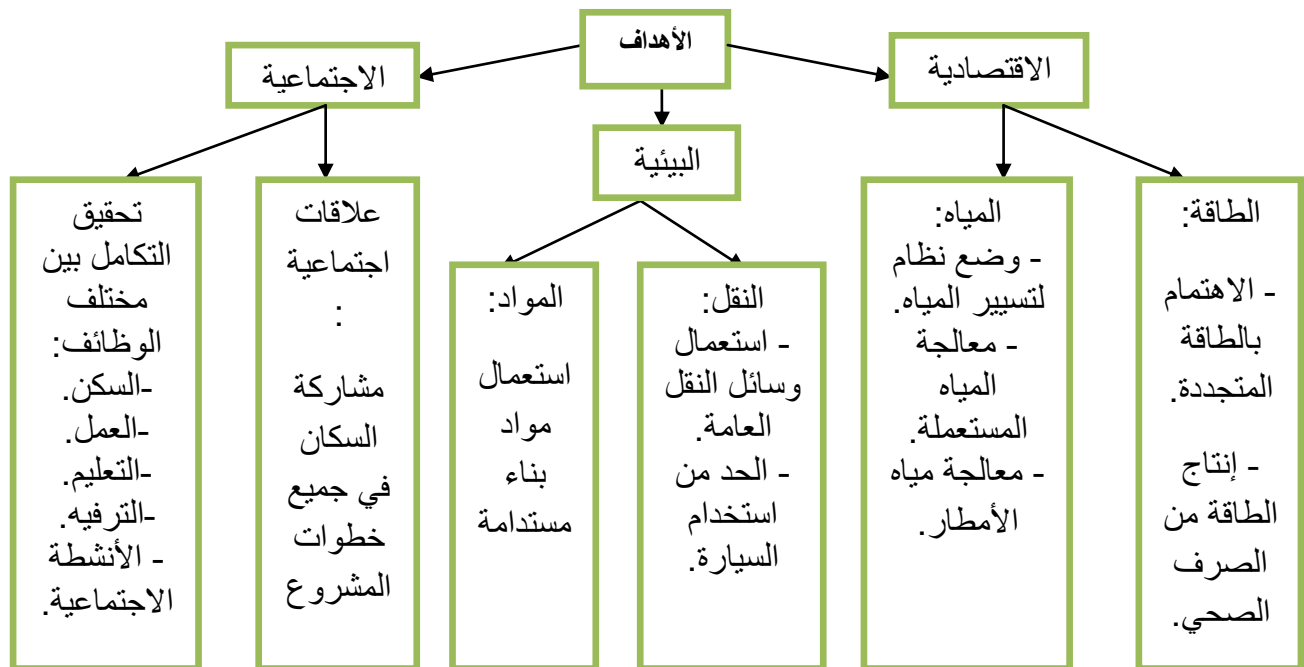 الأهداف
الاقتصادية
الاجتماعية
البيئية
الطاقة:
- الاهتمام
بالطاقة
المتجددة.
- إنتاج
الطاقة من
الصرف
الصحي.
المياه:
- وضع نظام
لتسيير المياه.
- معالجة
المياه
المستعملة.
- معالجة مياه
الأمطار.
النقل:
- استعمال
وسائل النقل
العامة.
- الحد من
استخدام
السيارة.
المواد:
استعمال
مواد
بناء
مستدامة
علاقات
اجتماعية
:
مشاركة
السكان
في جميع
خطوات
المشروع
تحقيق
التكامل بين
مختلف
الوظائف:
-السكن.
-العمل.
-التعليم.
-الترفيه.
- الأنشطة
الاجتماعية.